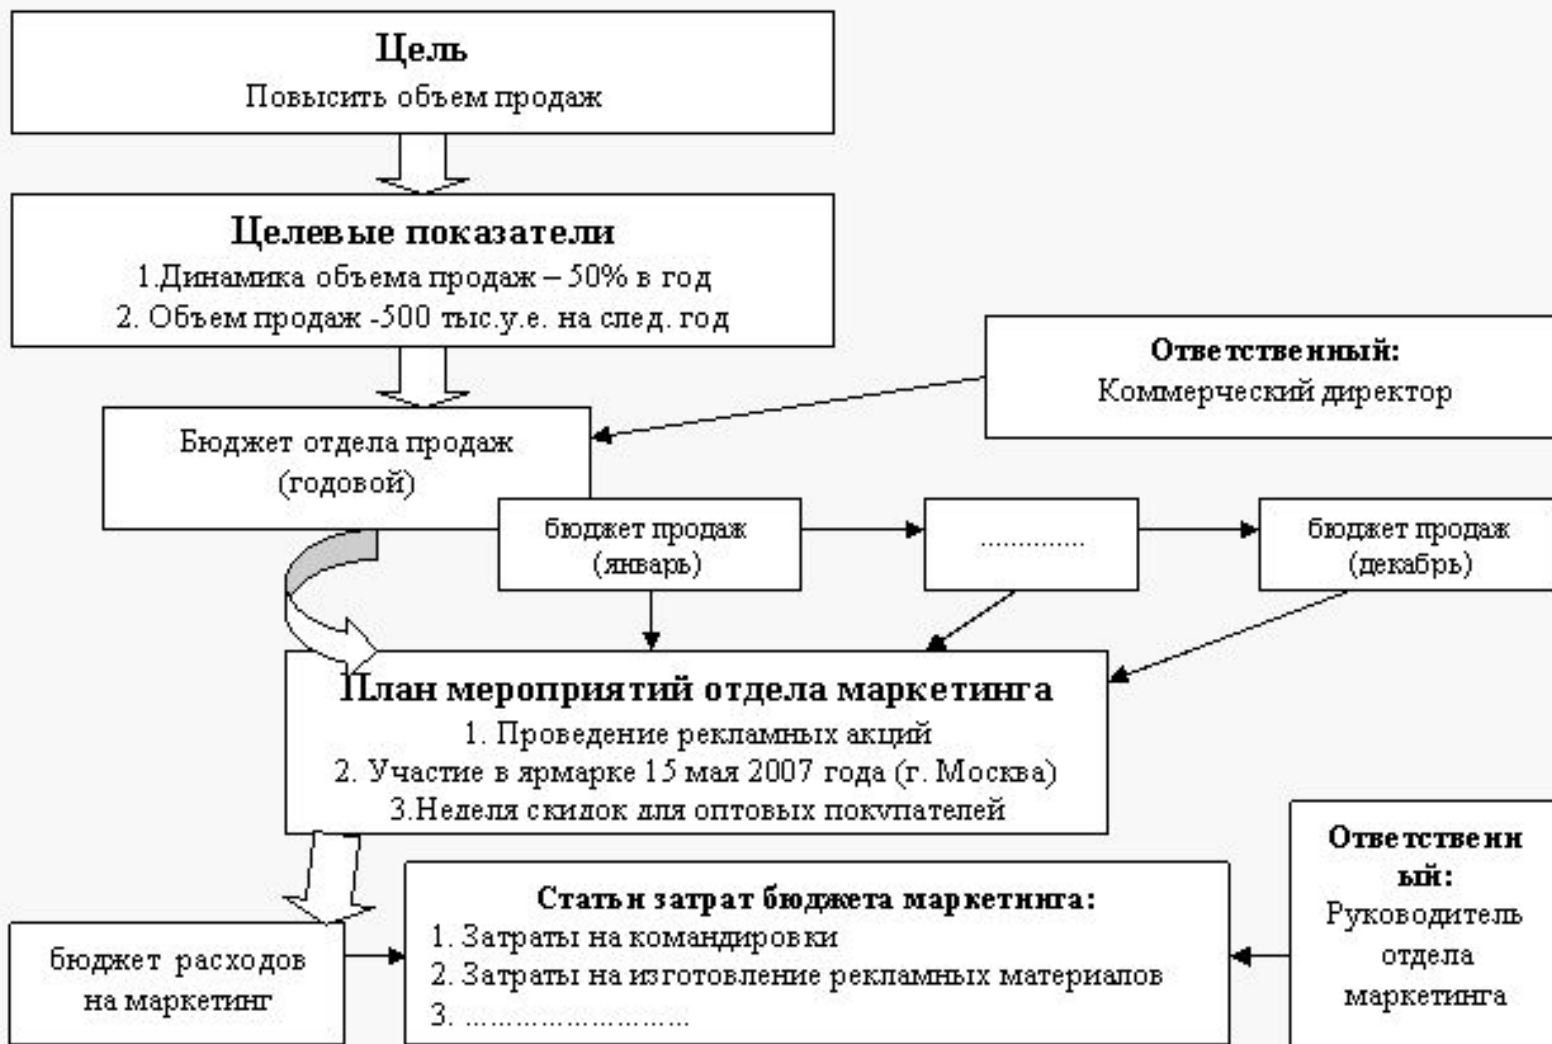 Цель
Повысить объем продаж
Целевые показатели
1.Динамика объема продаж – 50% в год
2. Объем продаж -500 тыс.у.е. на след. год
Ответственный:
Коммерческий директор
Бюджет отдела продаж
(годовой)
бюджет продаж
(январь)
..............
бюджет продаж
(декабрь)
План мероприятий отдела маркетинга
1. Проведение рекламных акций
2. Участие в ярмарке 15 мая 2007 года (г. Москва)
3.Неделя скидок для оптовых покупателей
бюджет расходов
на маркетинг
Статьи затрат бюджета маркетинга:
1. Затраты на командировки
2. Затраты на изготовление рекламных материалов
3. ..............................
Ответственн
ый:
Руководитель
отдела
маркетинга